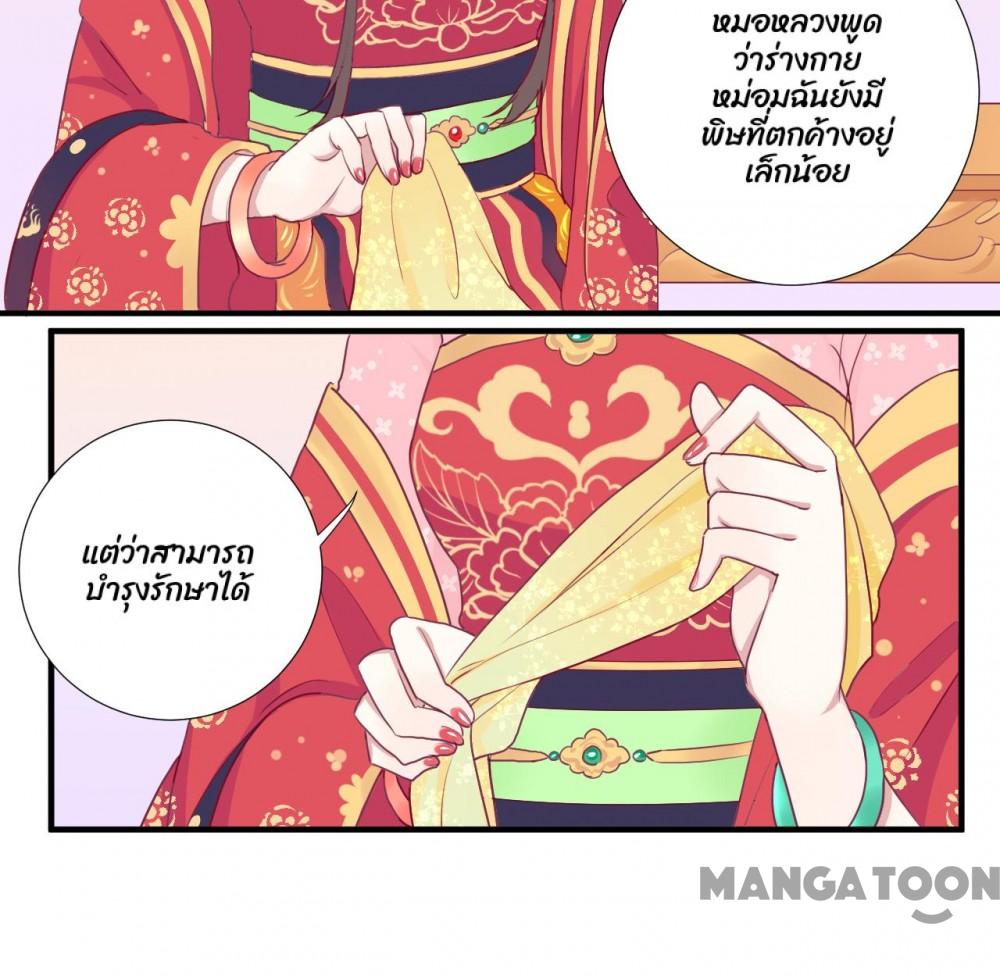 หมอหลวงพูด
ว่าร่างกาย
หม่อมฉันยังมี
พิษที่ตกค้างอยู่
เล็กน้อย
แต่ว่าสามารถ
บำรุงรักษาได้
MANGATOON